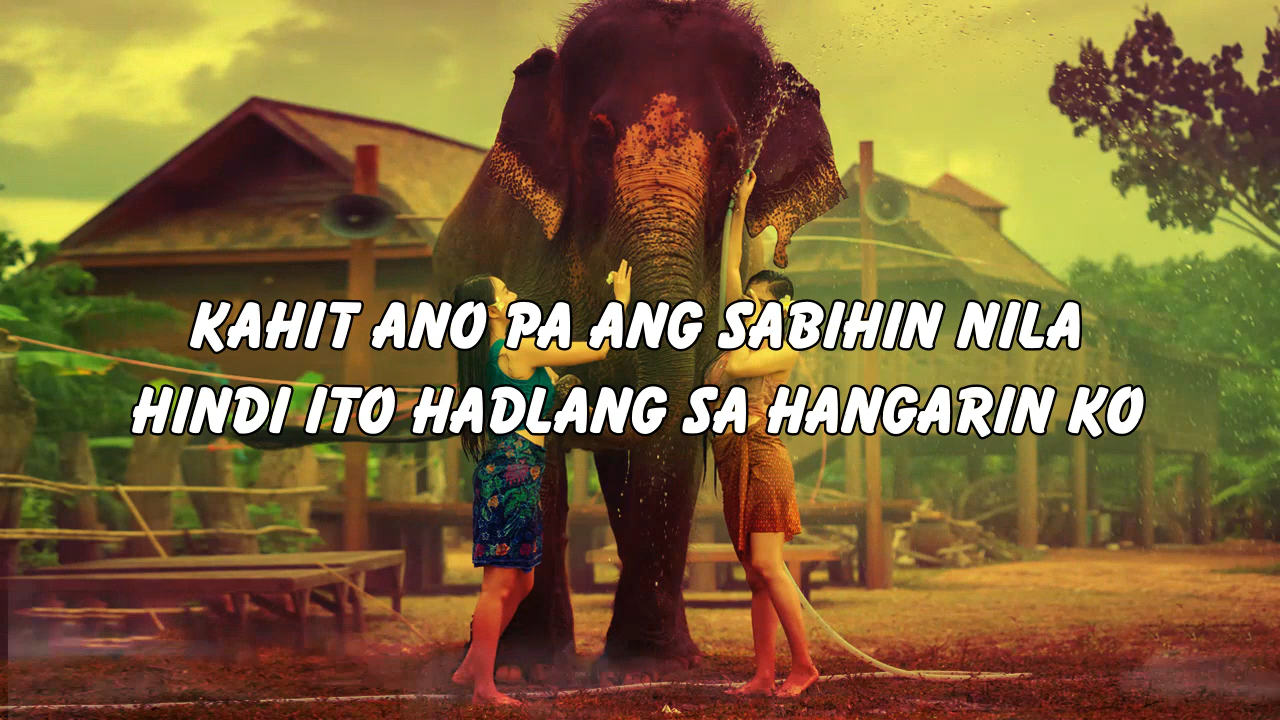 KAHIT ANO PA ANG SABIHIN NILA
HINDI ITO HADLANG SA HANGARIN KO